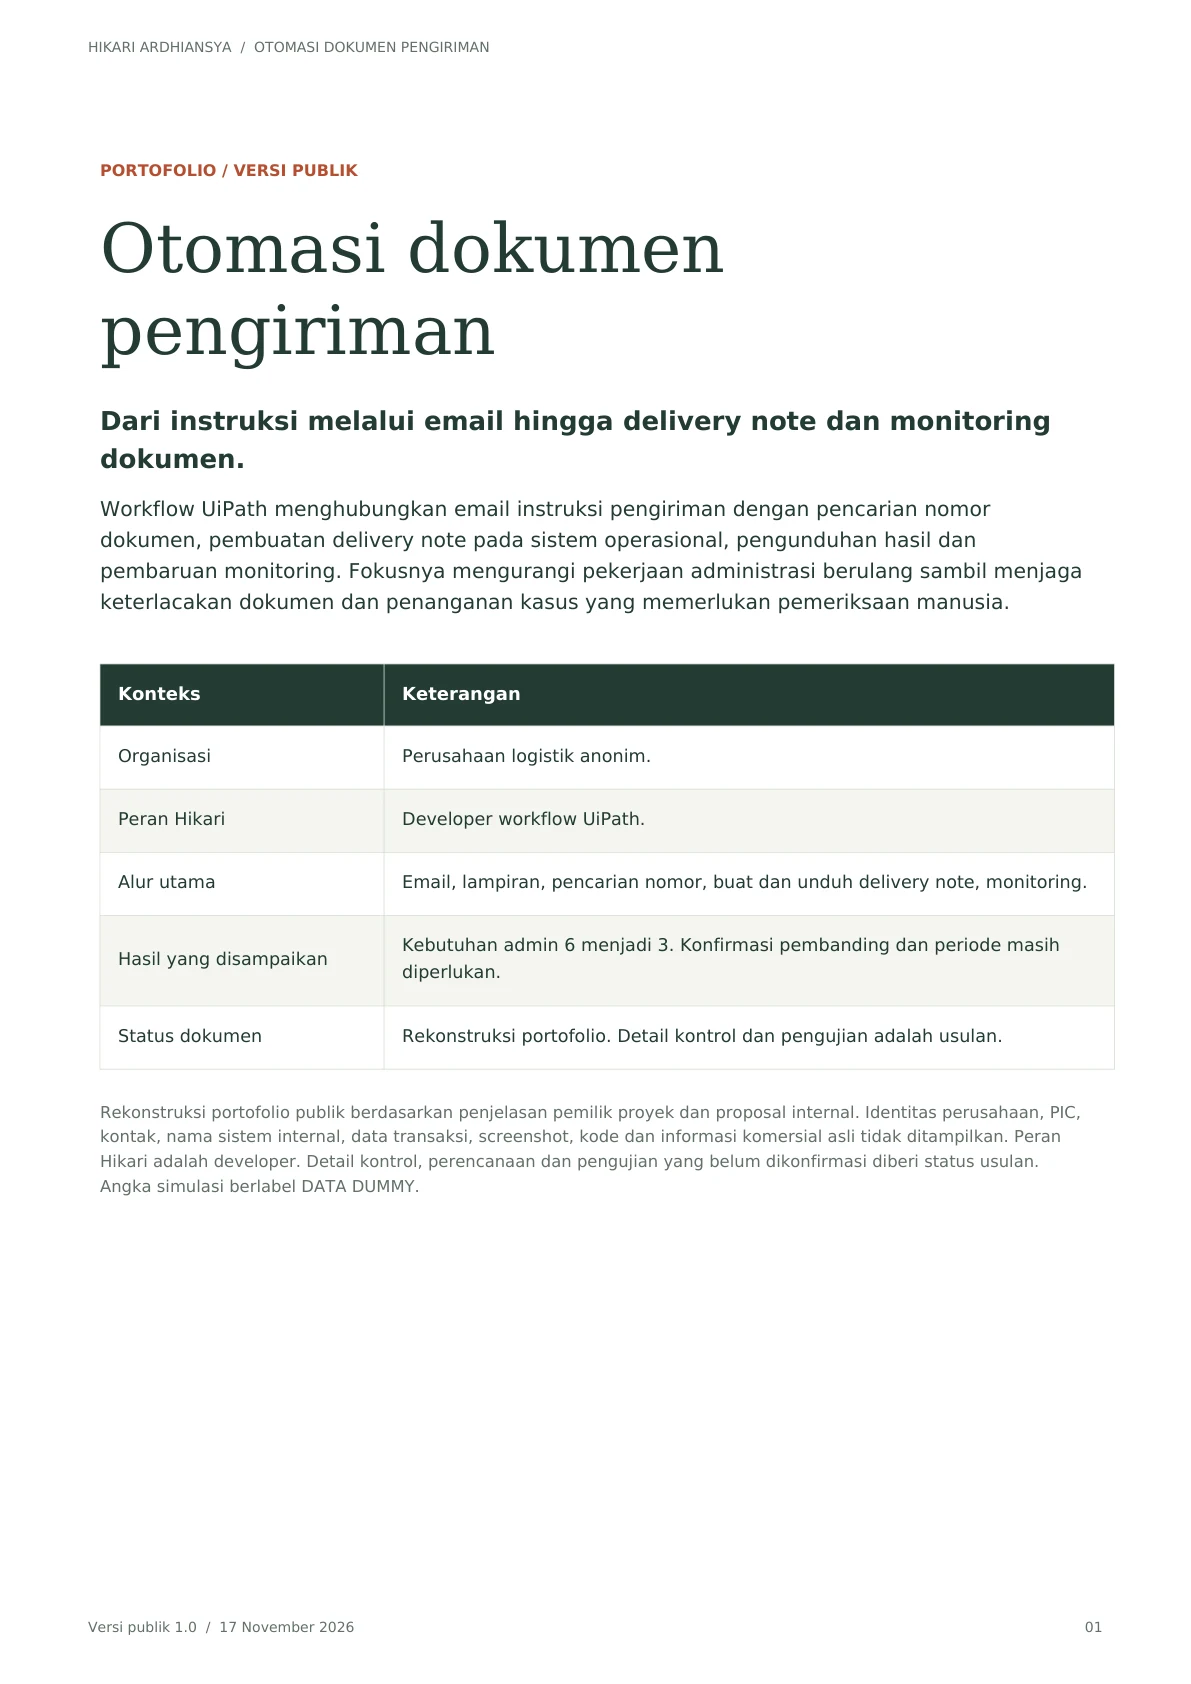 HIKARI ARDHIANSYA / OTOMASI DOKUMEN PENGIRIMAN
PORTOFOLIO / VERSI PUBLIK
Otomasi dokumen
pengiriman
Dari instruksi melalui email hingga delivery note dan monitoring
dokumen.
Workflow UiPath menghubungkan email instruksi pengiriman dengan pencarian nomor
dokumen, pembuatan delivery note pada sistem operasional, pengunduhan hasil dan
pembaruan monitoring. Fokusnya mengurangi pekerjaan administrasi berulang sambil menjaga
keterlacakan dokumen dan penanganan kasus yang memerlukan pemeriksaan manusia.
Konteks Keterangan
Organisasi Perusahaan logistik anonim.
Peran Hikari Developer workflow UiPath.
Alur utama Email, lampiran, pencarian nomor, buat dan unduh delivery note, monitoring.
Hasil yang disampaikan Kebutuhan admin 6 menjadi 3. Konfirmasi pembanding dan periode masih
diperlukan.
Status dokumen Rekonstruksi portofolio. Detail kontrol dan pengujian adalah usulan.
Rekonstruksi portofolio publik berdasarkan penjelasan pemilik proyek dan proposal internal. Identitas perusahaan, PIC,
kontak, nama sistem internal, data transaksi, screenshot, kode dan informasi komersial asli tidak ditampilkan. Peran
Hikari adalah developer. Detail kontrol, perencanaan dan pengujian yang belum dikonfirmasi diberi status usulan.
Angka simulasi berlabel DATA DUMMY.
Versi publik 1.0 / 17 November 2026 01